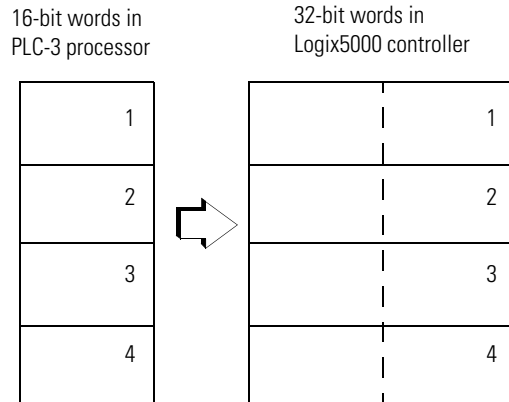 16-bit words in
PLC-3 processor
32-bit words in
Logix5000 controller
1
2
3
4
1
2
3
4